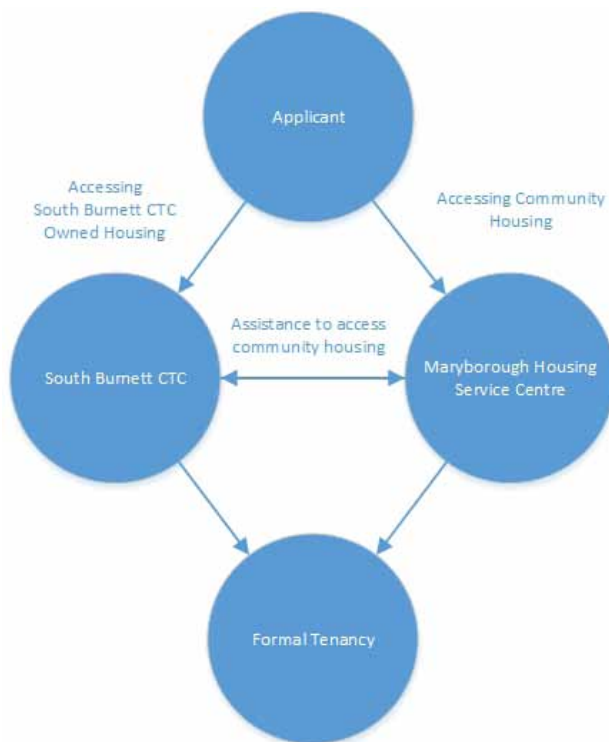 Applicant
Accessing
South Burnett CTC
Owned Housing
Accessing Community
Housing
Assistance to access
community housing
South Burnett CTC
Maryborough Housing
Service Centre
Formal Tenancy